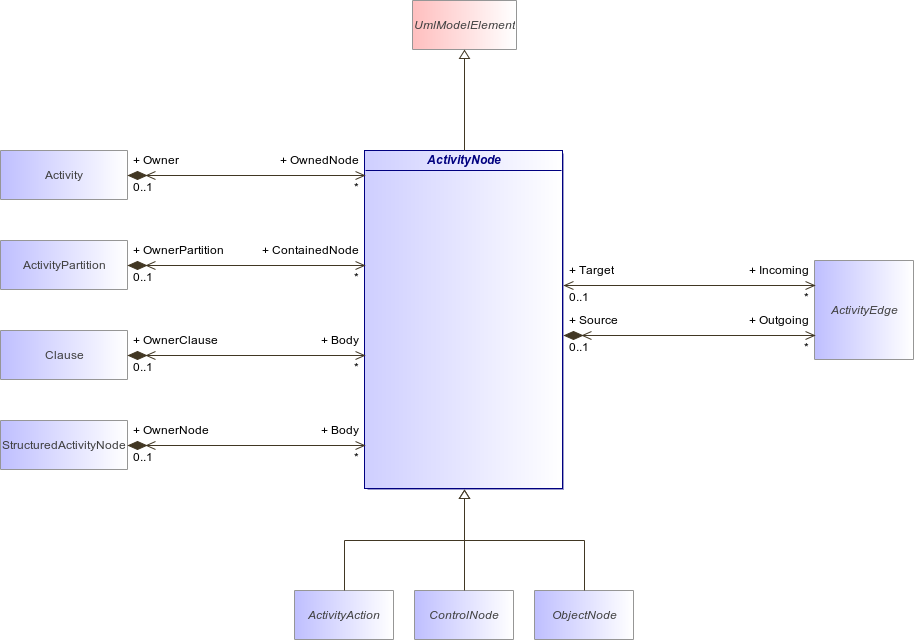 UmlModelElement
ActivityNode
Activity
+ Owner
+ OwnedNode
0..1
*
ActivityPartition
+ OwnerPartition
+ ContainedNode
0..1
*
+ Target
+ Incoming
0..1
*
ActivityEdge
+ Source
+ Outgoing
0..1
*
Clause
+ OwnerClause
+ Body
0..1
*
StructuredActivityNode
+ OwnerNode
+ Body
0..1
*
ActivityAction
ControlNode
ObjectNode